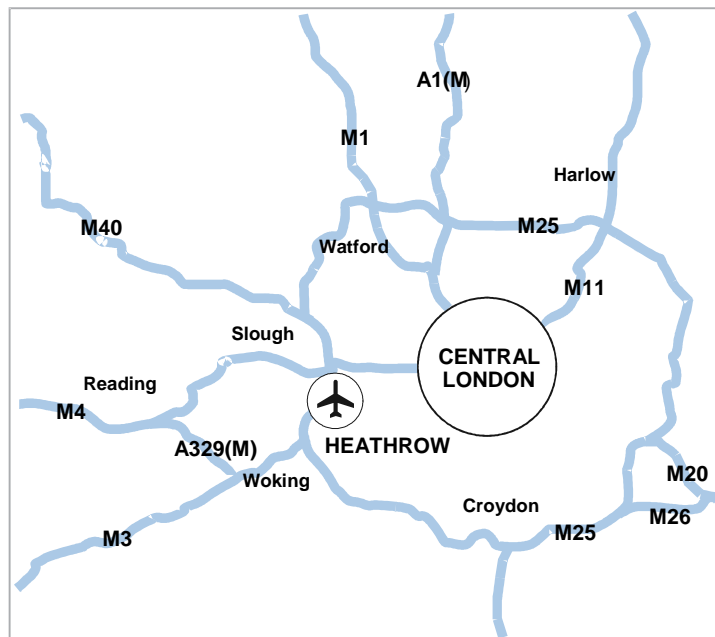 A1(M)
M1
Harlow
M40
M25
Watford
M11
Slough
CENTRAL
LONDON
Reading
M4
HEATHROW
A329(M)
Woking
M20
Croydon
M26
M25
M3